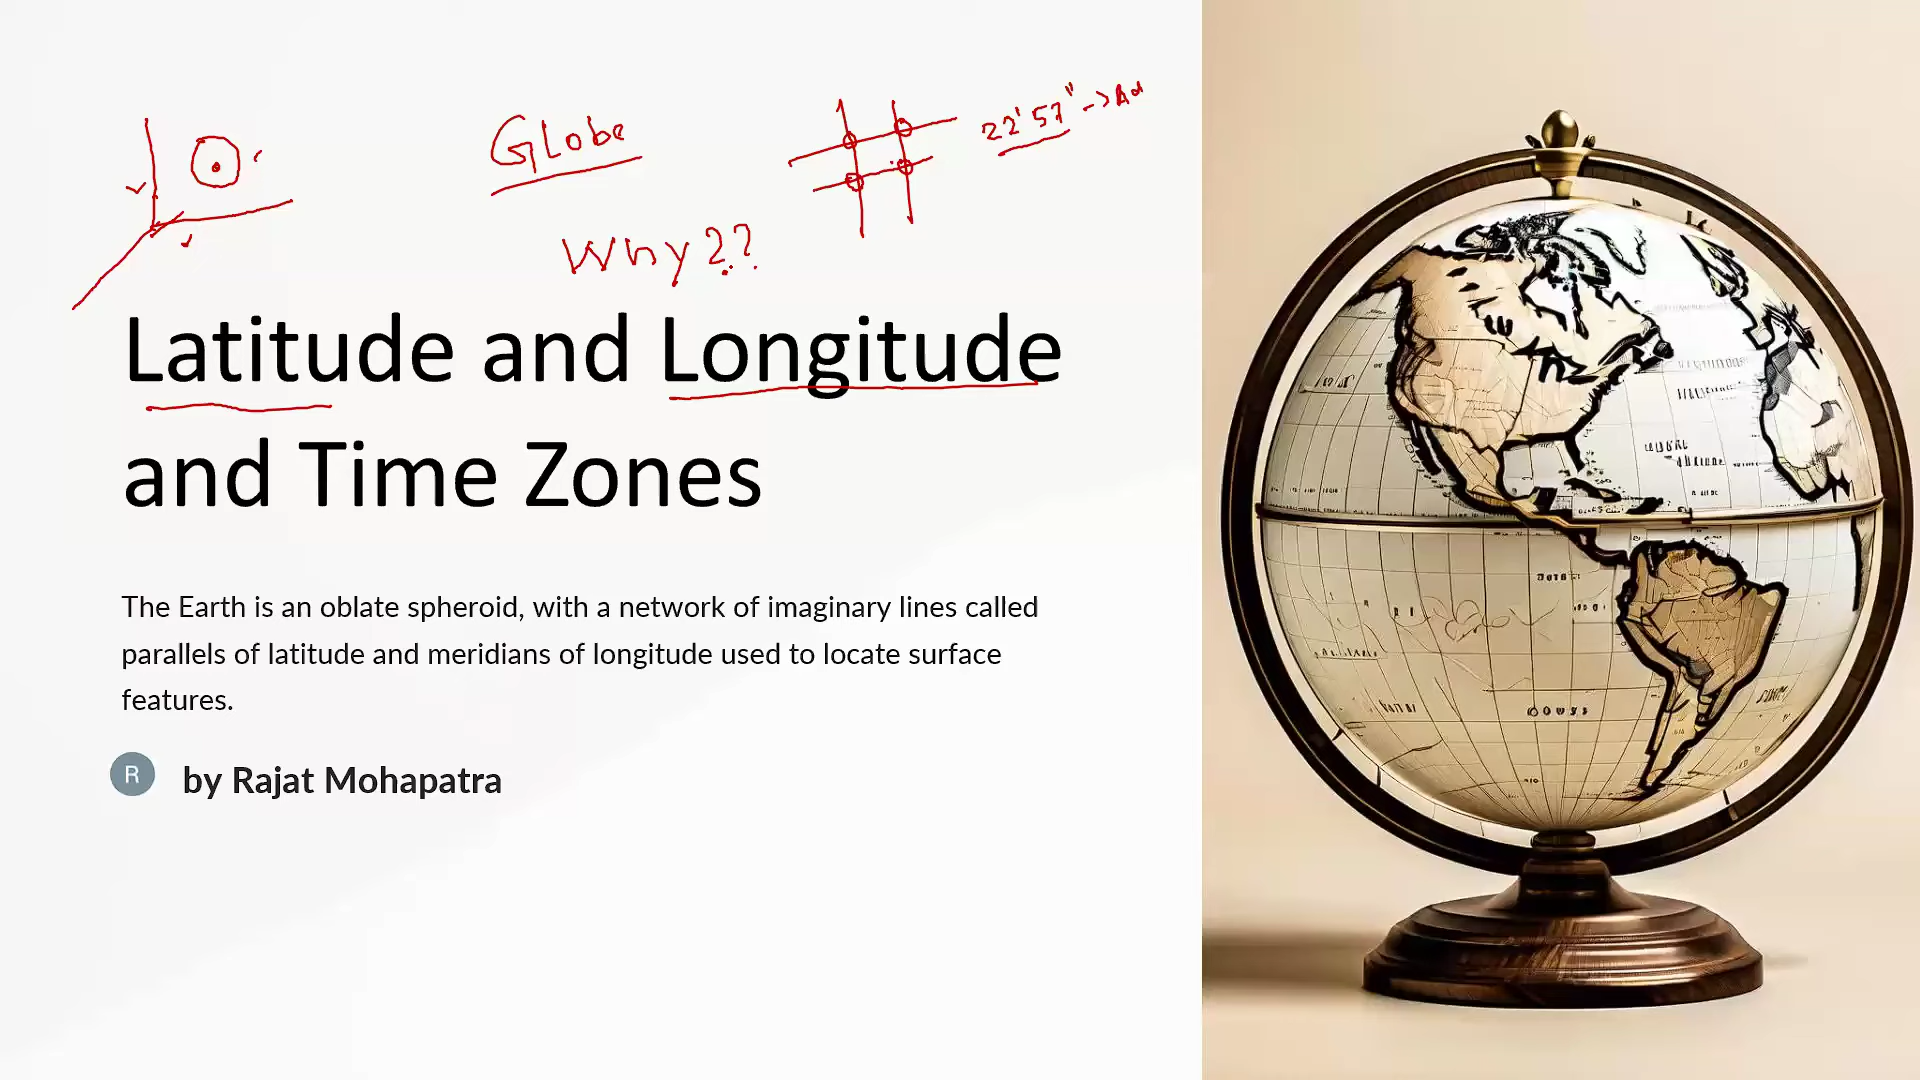 Globe
22'57" ->
Why??
Latitude and Longitude
and Time Zones
The Earth is an oblate spheroid, with a network of imaginary lines called
parallels of latitude and meridians of longitude used to locate surface
features.
R by Rajat Mohapatra